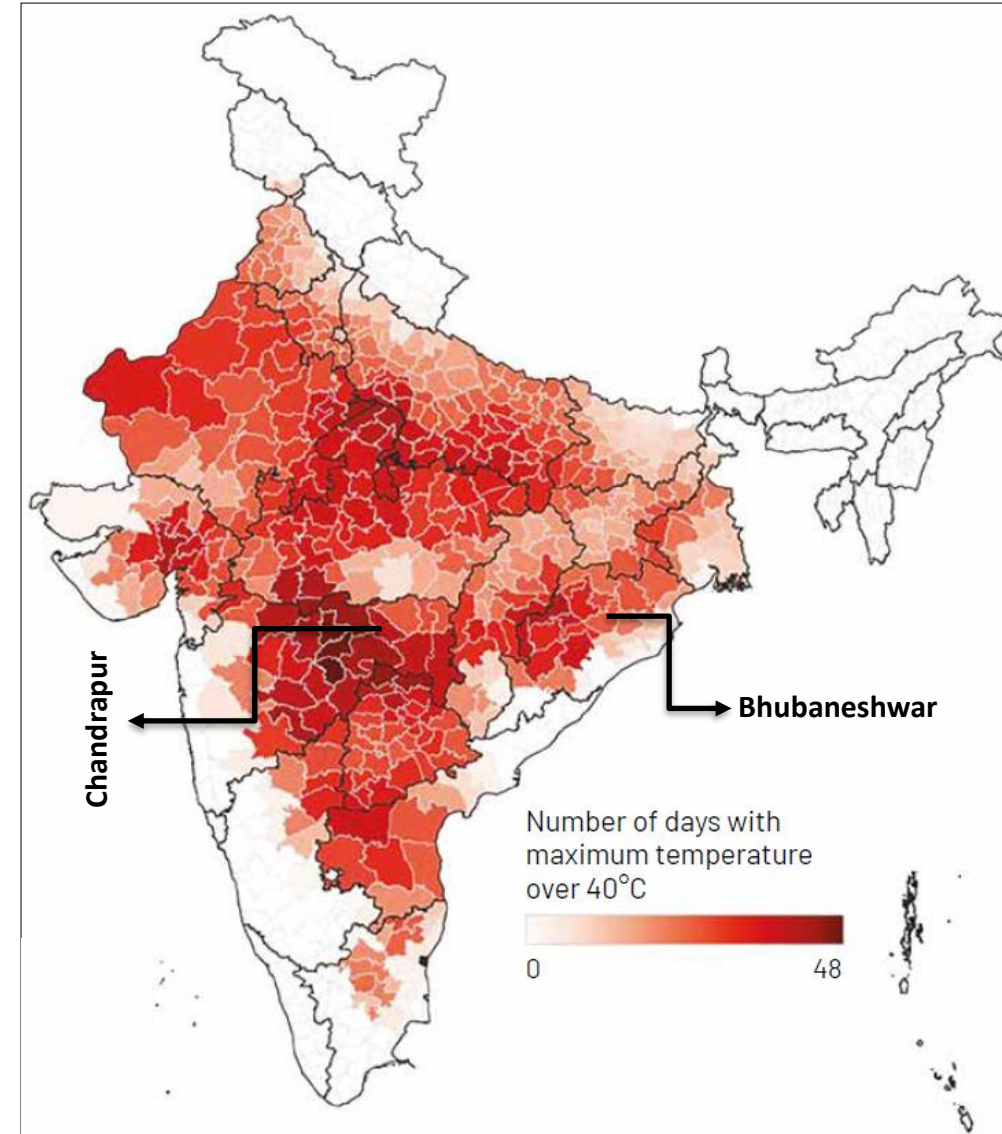 Chandrapur
Bhubaneshwar
Number of days with
maximum temperature
over 40°C
0
48